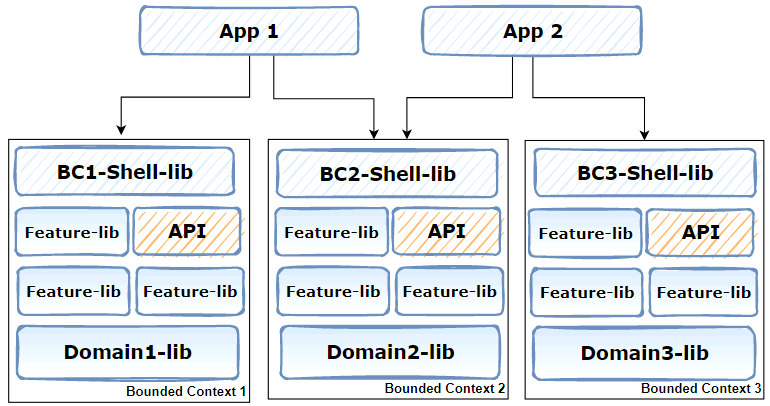 App 1
App 2
BC1-Shell-lib
Feature-lib
API
Feature-lib
Feature-lib
Domain1-lib
Bounded Context 1
BC2-Shell-lib
Feature-lib
API
Feature-lib
Feature-lib
Domain2-lib
Bounded Context 2
BC3-Shell-lib
Feature-lib
API
Feature-lib
Feature-lib
Domain3-lib
Bounded Context 3